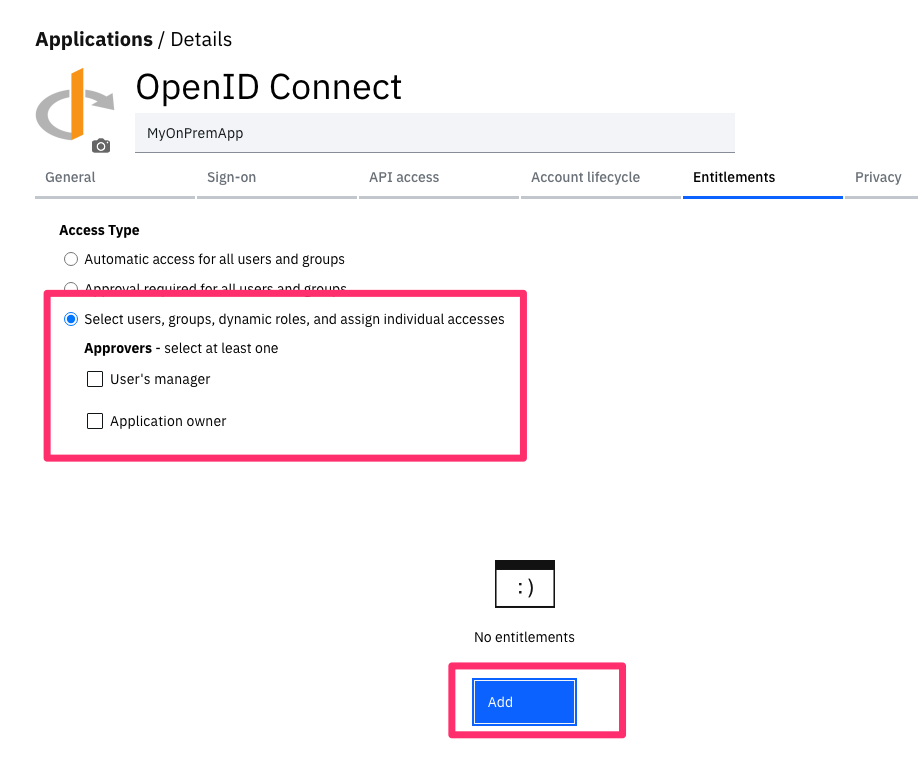 Applications / Details
OpenID Connect
MyOnPremApp
General Sign-on API access Account lifecycle Entitlements Privacy
Access Type
Automatic access for all users and groups
Approval required for all users and groups
Select users, groups, dynamic roles, and assign individual accesses
Approvers - select at least one
User's manager
Application owner
:)
No entitlements
Add